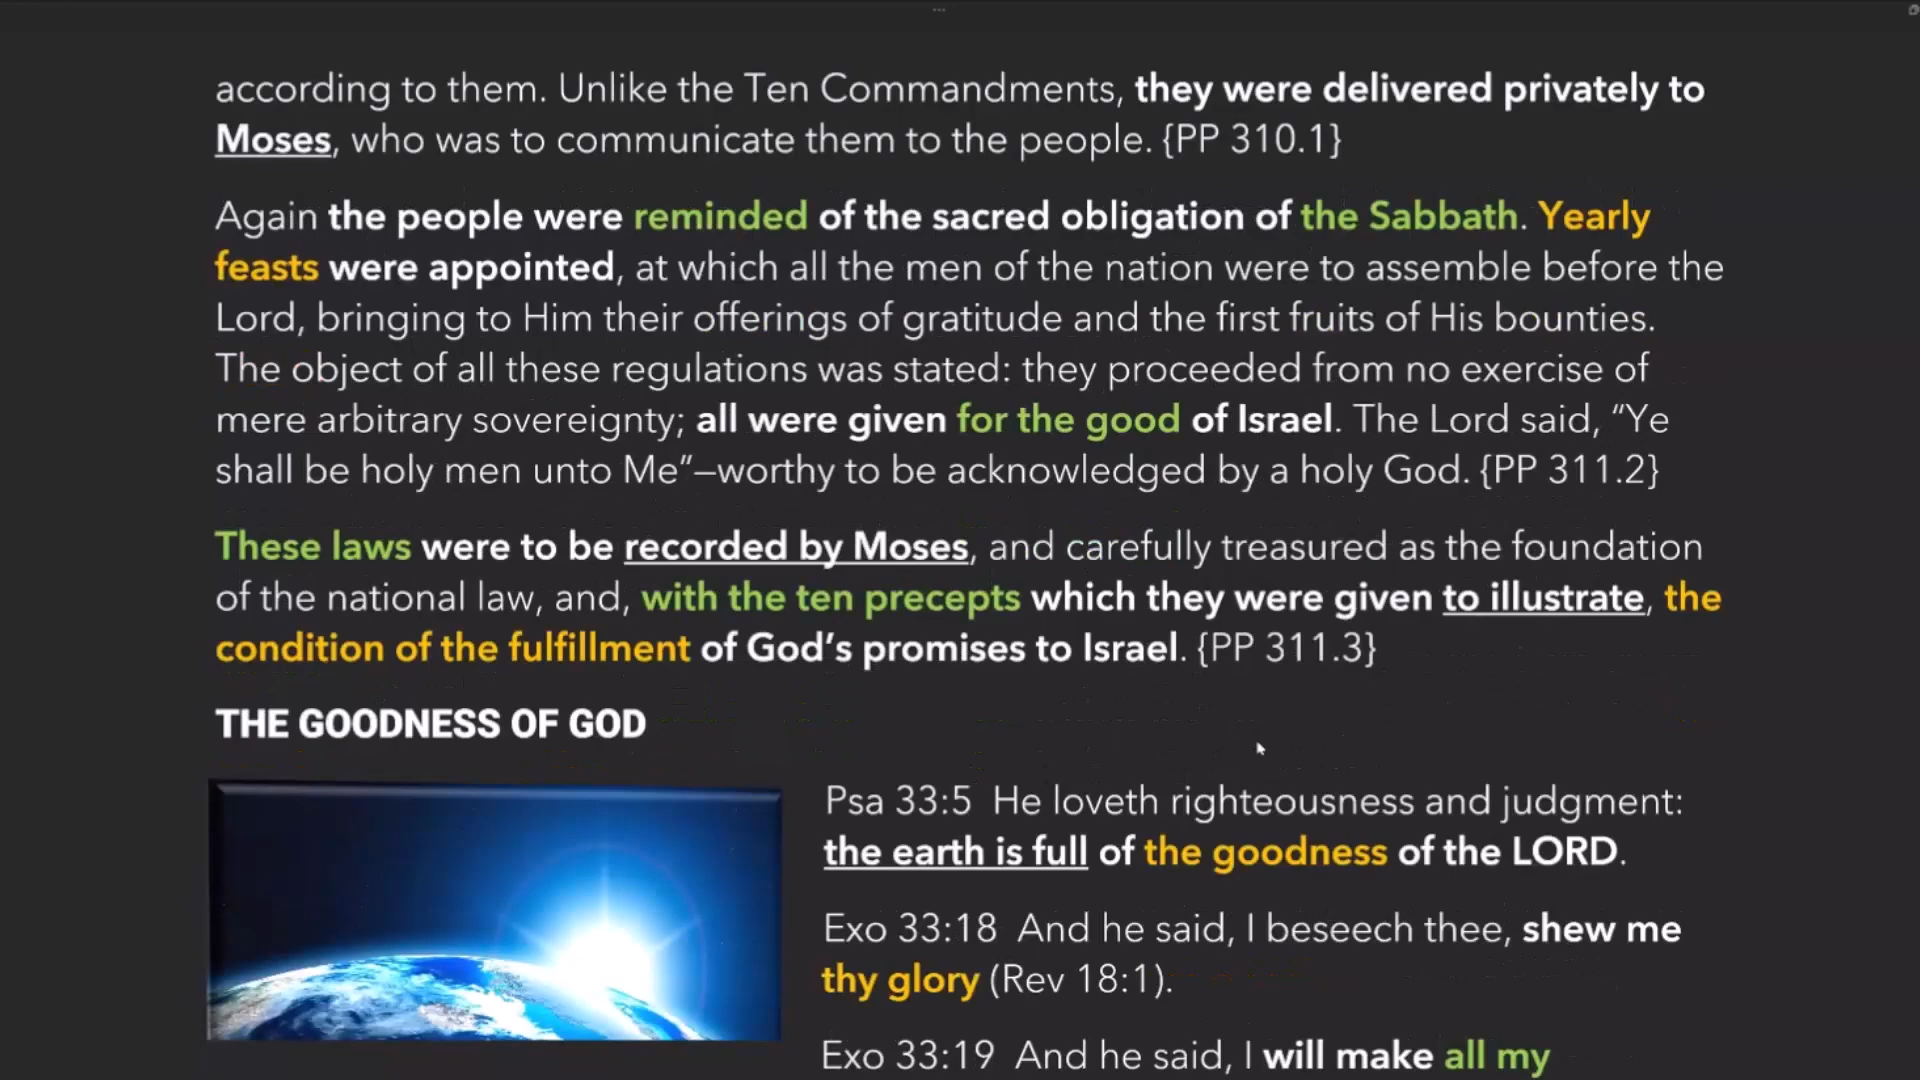 according to them. Unlike the Ten Commandments, they were delivered privately to
Moses, who was to communicate them to the people. {PP 310.1}
Again the people were reminded of the sacred obligation of the Sabbath. Yearly
feasts were appointed, at which all the men of the nation were to assemble before the
Lord, bringing to Him their offerings of gratitude and the first fruits of His bounties.
The object of all these regulations was stated: they proceeded from no exercise of
mere arbitrary sovereignty; all were given for the good of Israel. The Lord said, “Ye
shall be holy men unto Me”—worthy to be acknowledged by a holy God. {PP 311.2}
These laws were to be recorded by Moses, and carefully treasured as the foundation
of the national law, and, with the ten precepts which they were given to illustrate, the
condition of the fulfillment of God’s promises to Israel. {PP 311.3}
THE GOODNESS OF GOD
Psa 33:5 He loveth righteousness and judgment:
the earth is full of the goodness of the LORD.
Exo 33:18 And he said, I beseech thee, shew me
thy glory (Rev 18:1).
Exo 33:19 And he said, I will make all my